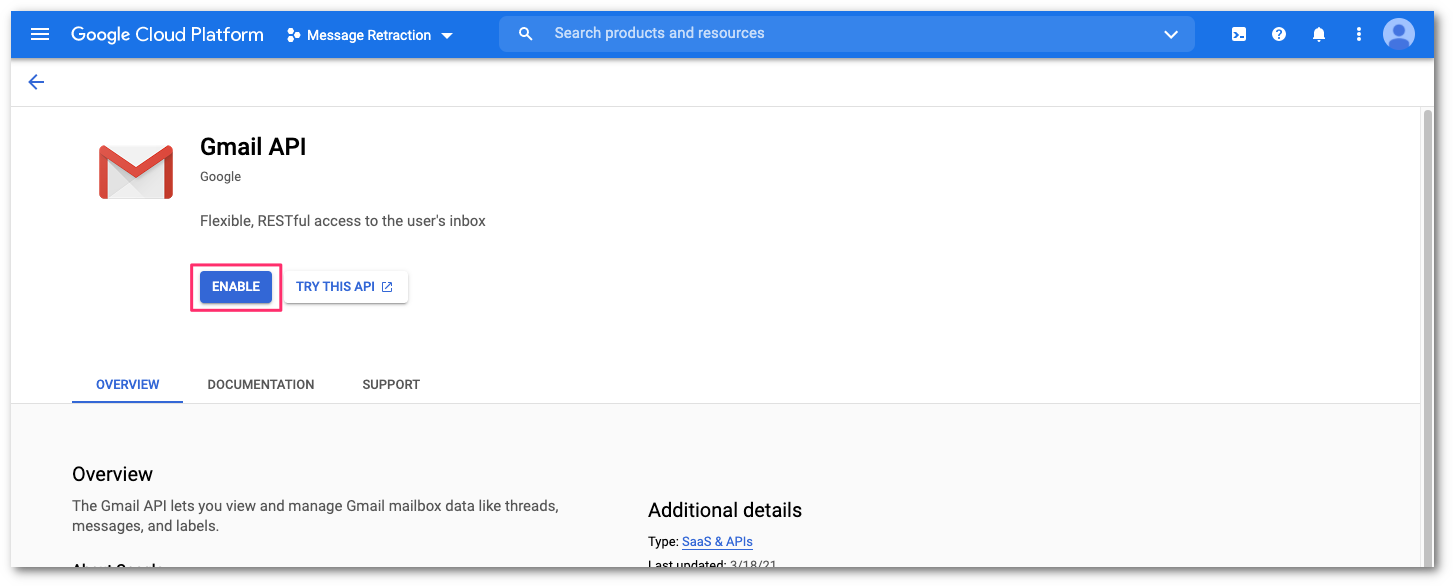 Google Cloud Platform
Message Retraction
Search products and resources
Gmail API
Google
Flexible, RESTful access to the user's inbox
ENABLE
TRY THIS API
OVERVIEW
DOCUMENTATION
SUPPORT
Overview
The Gmail API lets you view and manage Gmail mailbox data like threads,
messages, and labels.
About Google
Additional details
Type: SaaS & APIs
Last updated: 3/18/21